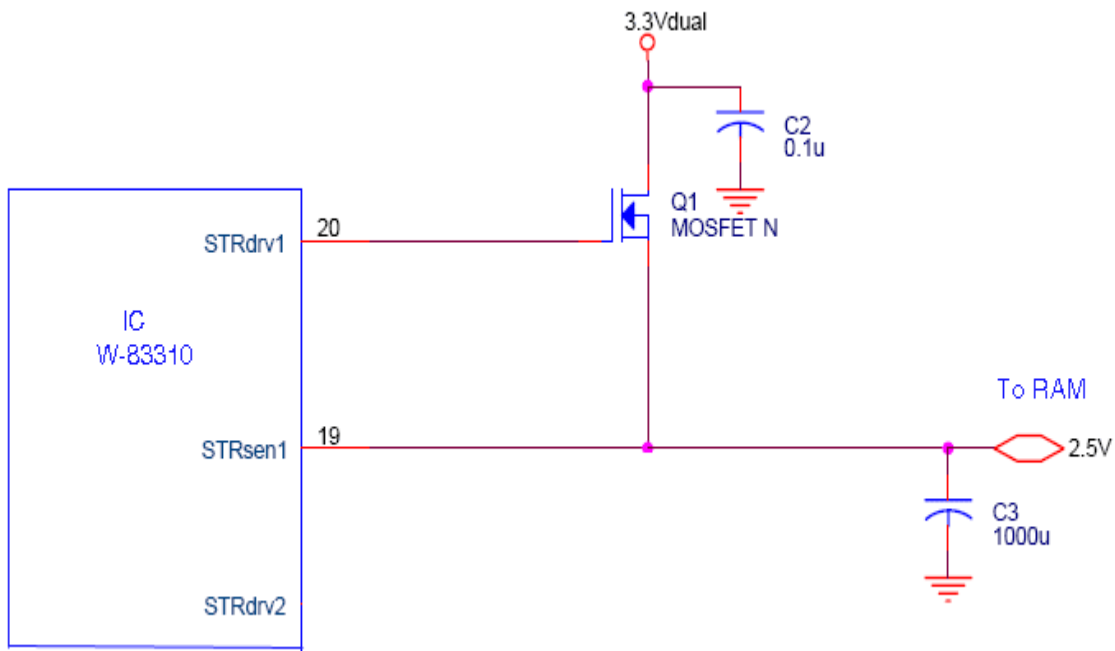 3.3Vdual
C2
0.1u
Q1
MOSFET N
20
STRdrv1
IC
W-83310
To RAM
19
STRsen1
2.5V
C3
1000u
STRdrv2